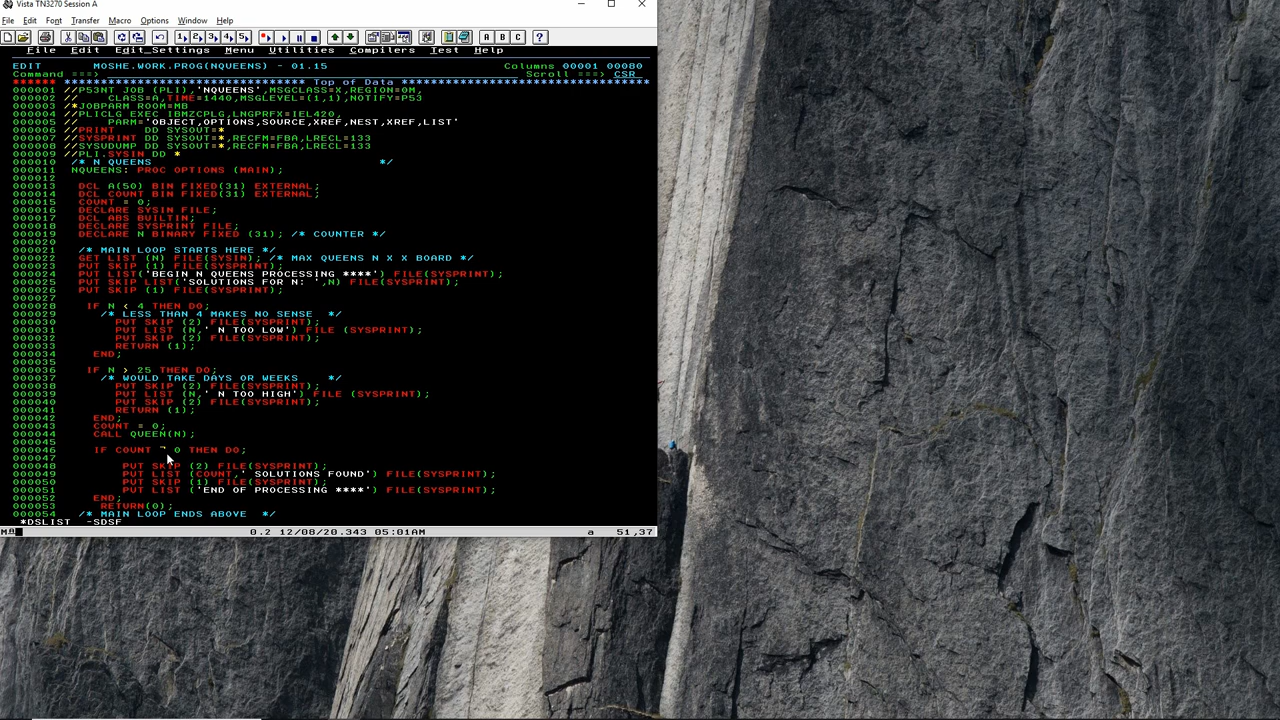 Vista TN3270 Session A
File Edit Font Transfer Macro Options Window Help
1 2 3 4 5 A B C ?
File Edit Edit_Settings Menu Utilities Compilers Test Help
EDIT MOSHE.WORK.PROG(NQUEENS) - 01.15 Columns 00001 00080
Command ===> Scroll ===> CSR
****** ********************************* Top of Data **********************************
000001 //P53NT JOB (PLI),'NQUEENS',MSGCLASS=X,REGION=0M,
000002 // CLASS=A,TIME=1440,MSGLEVEL=(1,1),NOTIFY=P53
000003 /*JOBPARM ROOM=MB
000004 //PLICLG EXEC IBMZCPLG,LNGPRFX=IEL420,
000005 // PARM='OBJECT,OPTIONS,SOURCE,XREF,NEST,XREF,LIST'
000006 //PRINT DD SYSOUT=*
000007 //SYSPRINT DD SYSOUT=*,RECFM=FBA,LRECL=133
000008 //SYSUDUMP DD SYSOUT=*,RECFM=FBA,LRECL=133
000009 //PLI.SYSIN DD *
000010 /* N QUEENS */
000011 NQUEENS: PROC OPTIONS (MAIN);
000012
000013 DCL A(50) BIN FIXED(31) EXTERNAL;
000014 DCL COUNT BIN FIXED(31) EXTERNAL;
000015 COUNT = 0;
000016 DECLARE SYSIN FILE;
000017 DCL ABS BUILTIN;
000018 DECLARE SYSPRINT FILE;
000019 DECLARE N BINARY FIXED (31); /* COUNTER */
000020
000021 /* MAIN LOOP STARTS HERE */
000022 GET LIST (N) FILE(SYSIN); /* MAX QUEENS N X X BOARD */
000023 PUT SKIP (1) FILE(SYSPRINT);
000024 PUT LIST('BEGIN N QUEENS PROCESSING ****') FILE(SYSPRINT);
000025 PUT SKIP LIST('SOLUTIONS FOR N: ',N) FILE(SYSPRINT);
000026 PUT SKIP (1) FILE(SYSPRINT);
000027
000028 IF N < 4 THEN DO;
000029 /* LESS THAN 4 MAKES NO SENSE */
000030 PUT SKIP (2) FILE(SYSPRINT);
000031 PUT LIST (N,' N TOO LOW') FILE (SYSPRINT);
000032 PUT SKIP (2) FILE(SYSPRINT);
000033 RETURN (1);
000034 END;
000035
000036 IF N > 25 THEN DO;
000037 /* WOULD TAKE DAYS OR WEEKS */
000038 PUT SKIP (2) FILE(SYSPRINT);
000039 PUT LIST (N,' N TOO HIGH') FILE (SYSPRINT);
000040 PUT SKIP (2) FILE(SYSPRINT);
000041 RETURN (1);
000042 END;
000043 COUNT = 0;
000044 CALL QUEEN(N);
000045
000046 IF COUNT 0 THEN DO;
000047
000048 PUT SKIP (2) FILE(SYSPRINT);
000049 PUT LIST (COUNT,' SOLUTIONS FOUND') FILE(SYSPRINT);
000050 PUT SKIP (1) FILE(SYSPRINT);
000051 PUT LIST ('END OF PROCESSING ****') FILE(SYSPRINT);
000052 END;
000053 RETURN(0);
000054 /* MAIN LOOP ENDS ABOVE */
*DSLIST -SDSF
0.2 12/08/20.343 05:01AM a 51,37